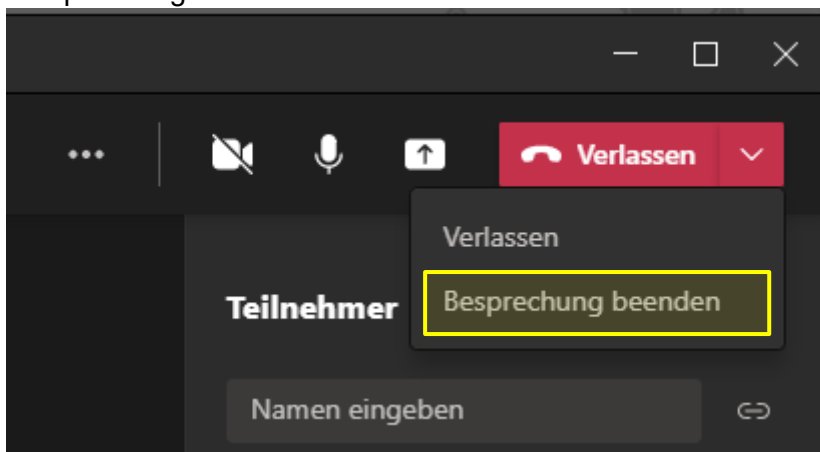 Verlassen
Verlassen
Besprechung beenden
Teilnehmer
Namen eingeben